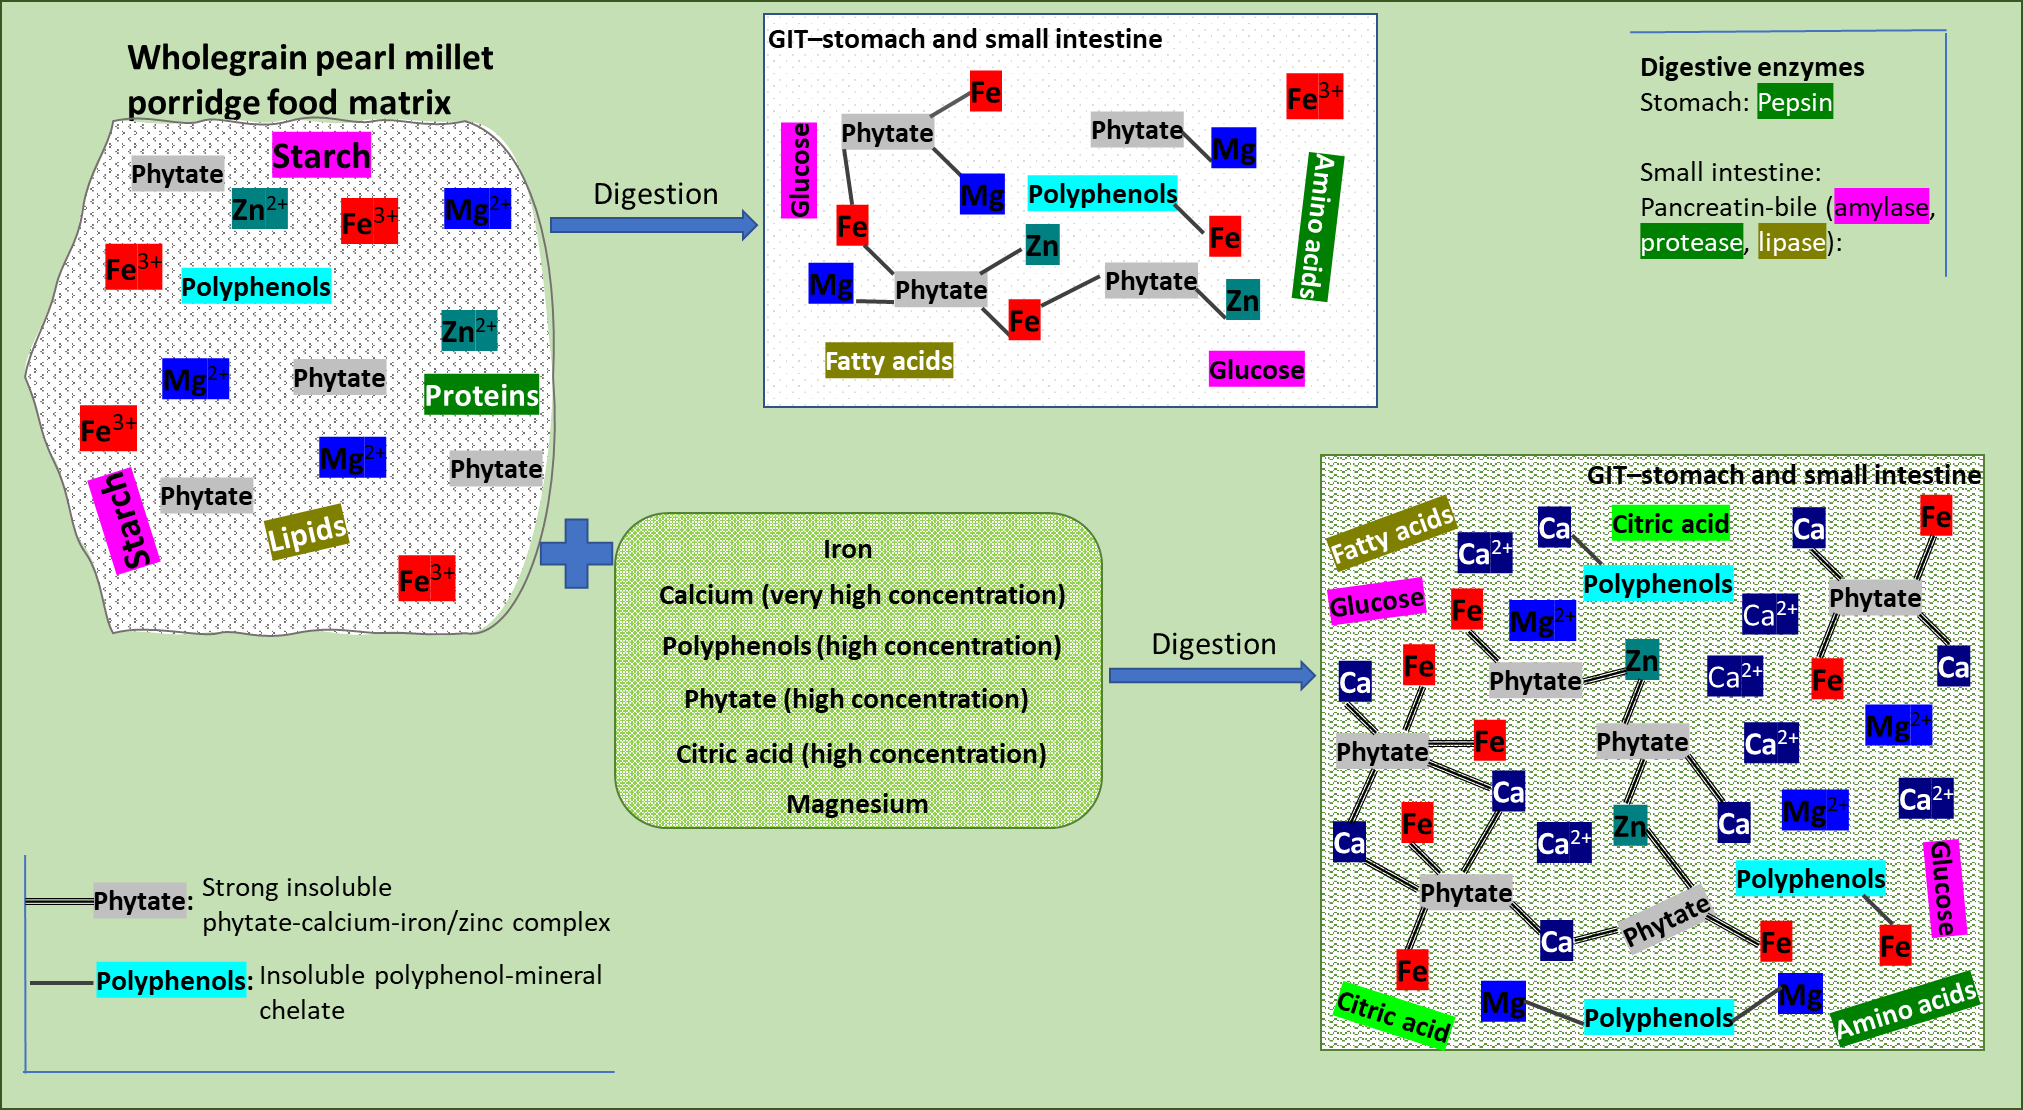 Wholegrain pearl millet
porridge food matrix
Starch
Phytate
Zn2+
Fe3+
Mg2+
Fe3+
Polyphenols
Zn2+
Mg2+
Phytate
Proteins
Fe3+
Mg2+
Phytate
Starch
Phytate
Lipids
Fe3+
Digestion
GIT–stomach and small intestine
Fe
Fe3+
Phytate
Phytate
Mg
Glucose
Mg
Polyphenols
Amino acids
Fe
Fe
Zn
Mg
Phytate
Phytate
Zn
Fe
Fatty acids
Glucose
Digestive enzymes
Stomach: Pepsin
Small intestine:
Pancreatin-bile (amylase,
protease, lipase):
Iron
Calcium (very high concentration)
Polyphenols (high concentration)
Phytate (high concentration)
Citric acid (high concentration)
Magnesium
Digestion
GIT–stomach and small intestine
Fatty acids
Ca
Citric acid
Ca
Fe
Ca2+
Polyphenols
Glucose
Fe
Mg2+
Ca2+
Phytate
Fe
Zn
Ca
Phytate
Ca2+
Fe
Ca
Phytate
Fe
Phytate
Ca2+
Mg2+
Ca
Ca2+
Fe
Zn
Ca
Mg2+
Ca
Ca2+
Polyphenols
Glucose
Phytate
Phytate
Ca
Fe
Fe
Fe
Citric acid
Mg
Polyphenols
Mg
Amino acids
Phytate: Strong insoluble
phytate-calcium-iron/zinc complex
Polyphenols: Insoluble polyphenol-mineral
chelate